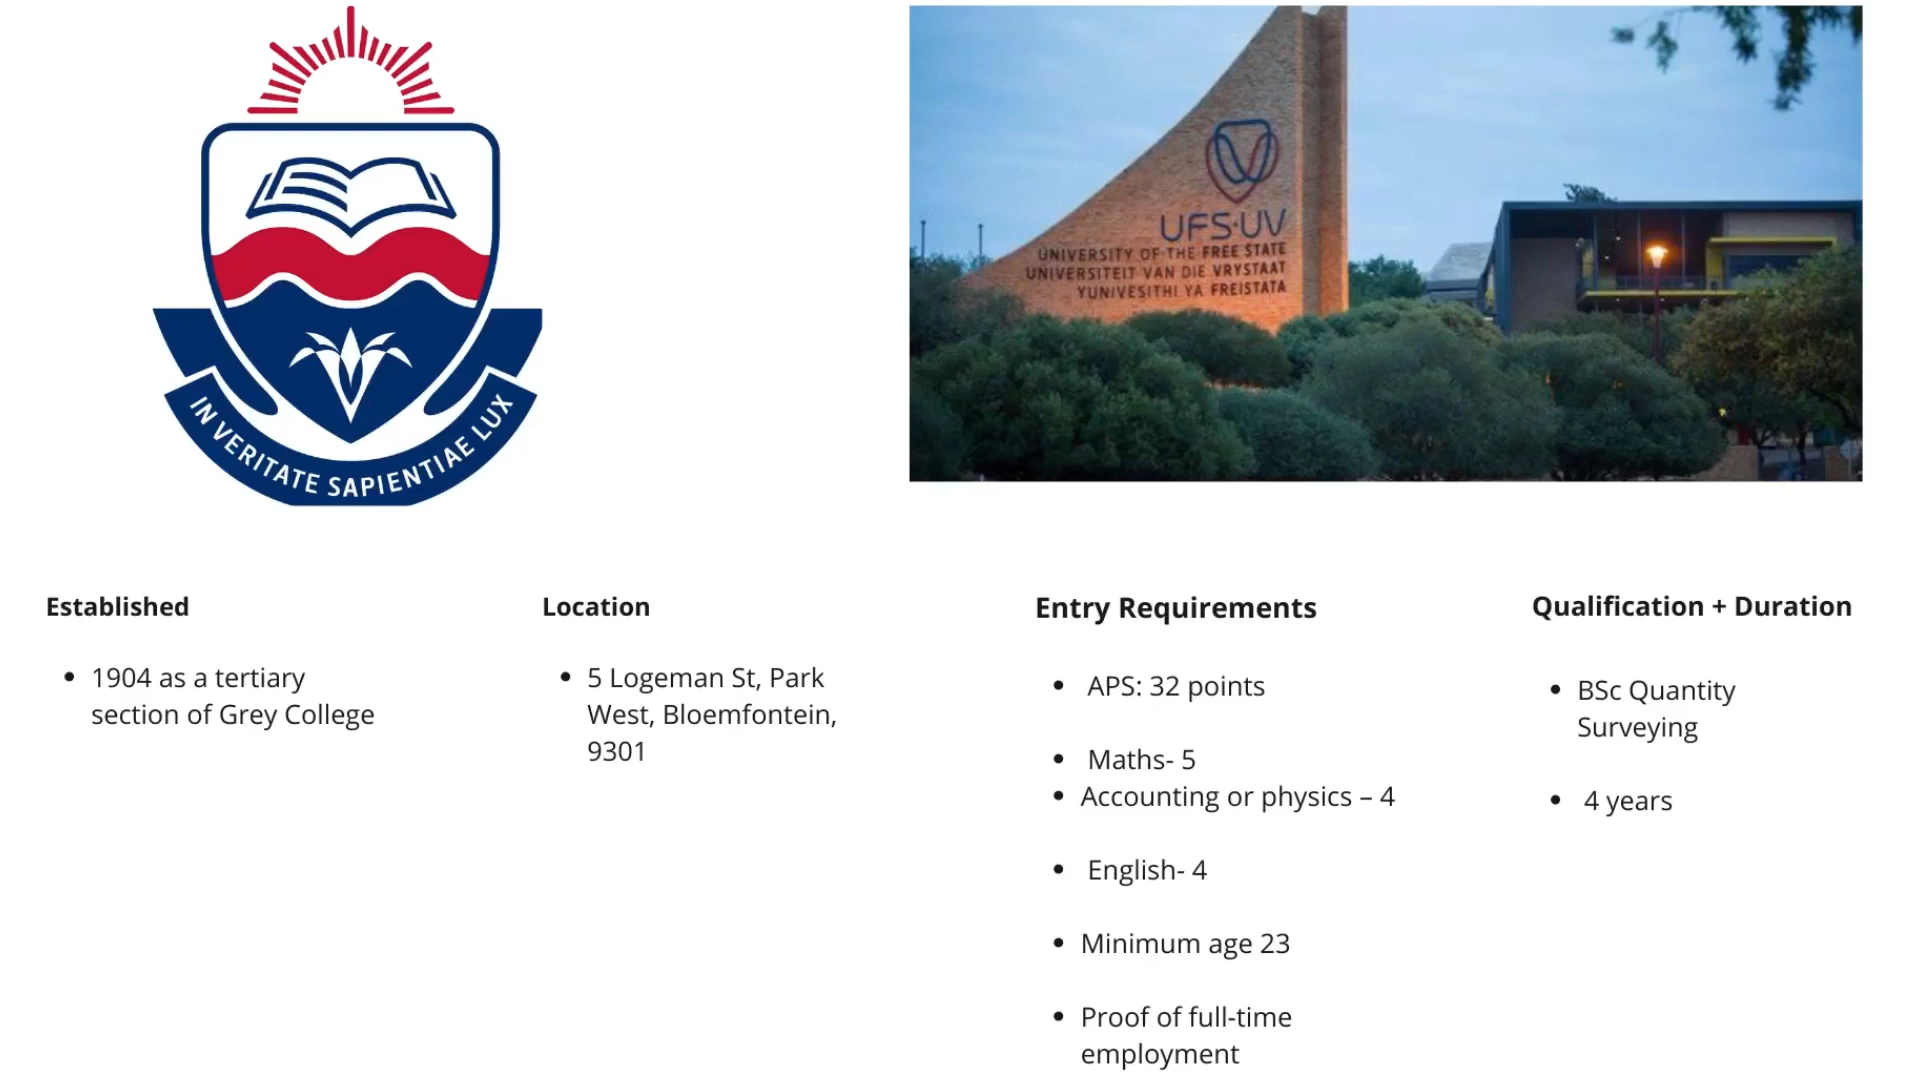 IN VERITATE SAPIENTIAE LUX
UFS·UV
UNIVERSITY OF THE FREE STATE
UNIVERSITEIT VAN DIE VRYSTAAT
YUNIVESITHI YA FREISTATA
Established
• 1904 as a tertiary
section of Grey College
Location
• 5 Logeman St, Park
West, Bloemfontein,
9301
Entry Requirements
• APS: 32 points
• Maths- 5
• Accounting or physics – 4
• English- 4
• Minimum age 23
• Proof of full-time
employment
Qualification + Duration
• BSc Quantity
Surveying
• 4 years